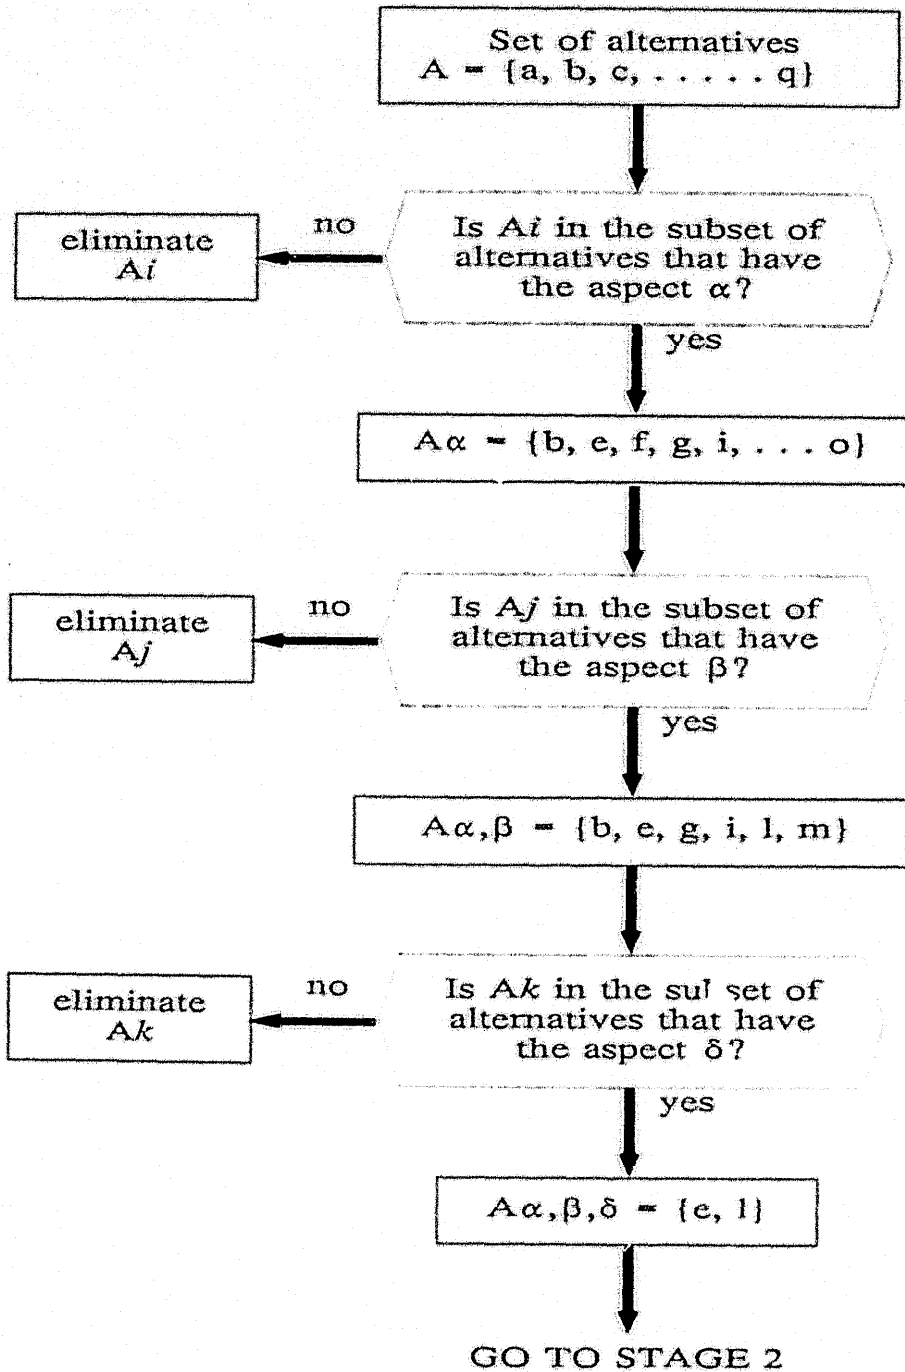 Set of alternatives
A = {a, b, c, . . . . . q}
no
Is Ai in the subset of
alternatives that have
the aspect α?
eliminate
Ai
yes
Aα = {b, e, f, g, i, . . . o}
no
Is Aj in the subset of
alternatives that have
the aspect β?
eliminate
Aj
yes
Aα,β = {b, e, g, i, l, m}
no
Is Ak in the subset of
alternatives that have
the aspect δ?
eliminate
Ak
yes
Aα,β,δ = {e, l}
GO TO STAGE 2